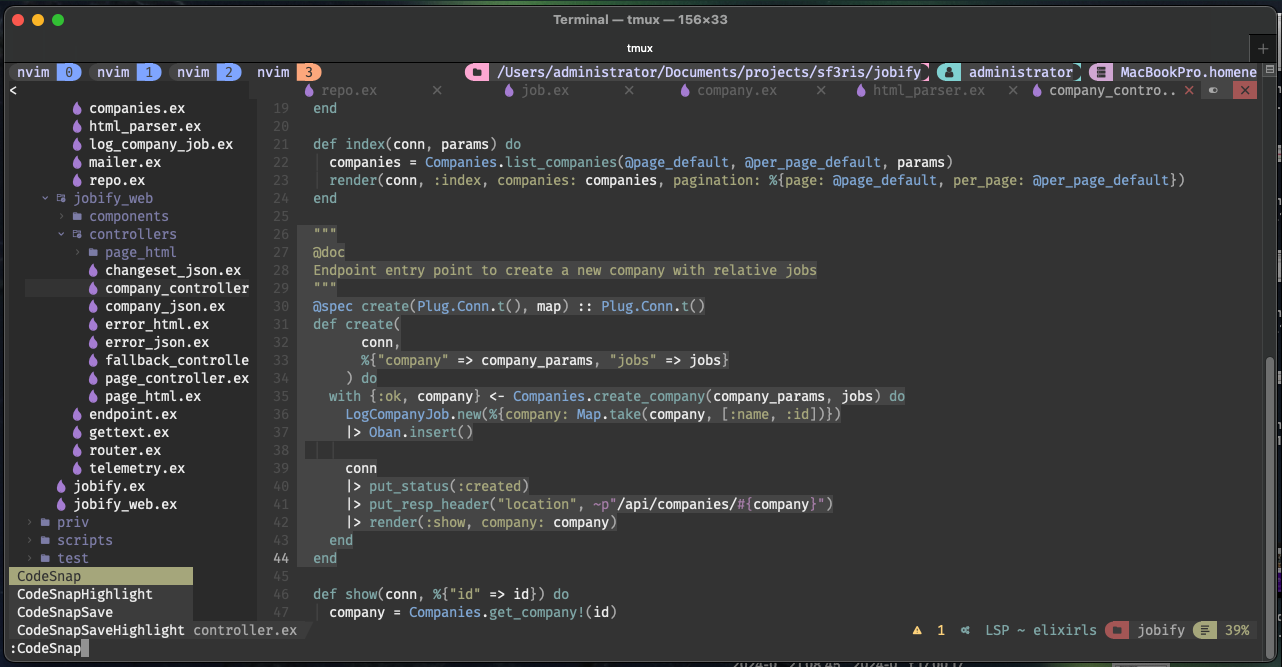 Terminal — tmux — 156×33
tmux
nvim 0 nvim 1 nvim 2 nvim 3 /Users/administrator/Documents/projects/sf3ris/jobify administrator MacBookPro.homene
< repo.ex job.ex company.ex html_parser.ex company_contro..
companies.ex
html_parser.ex
log_company_job.ex
mailer.ex
repo.ex
jobify_web
components
controllers
page_html
changeset_json.ex
company_controller
company_json.ex
error_html.ex
error_json.ex
fallback_controlle
page_controller.ex
page_html.ex
endpoint.ex
gettext.ex
router.ex
telemetry.ex
jobify.ex
jobify_web.ex
priv
scripts
test
19 end
20
21 def index(conn, params) do
22 companies = Companies.list_companies(@page_default, @per_page_default, params)
23 render(conn, :index, companies: companies, pagination: %{page: @page_default, per_page: @per_page_default})
24 end
25
26 """
27 @doc
28 Endpoint entry point to create a new company with relative jobs
29 """
30 @spec create(Plug.Conn.t(), map) :: Plug.Conn.t()
31 def create(
32 conn,
33 %{"company" => company_params, "jobs" => jobs}
34 ) do
35 with {:ok, company} <- Companies.create_company(company_params, jobs) do
36 LogCompanyJob.new(%{company: Map.take(company, [:name, :id])})
37 |> Oban.insert()
38
39 conn
40 |> put_status(:created)
41 |> put_resp_header("location", ~p"/api/companies/#{company}")
42 |> render(:show, company: company)
43 end
44 end
45
46 def show(conn, %{"id" => id}) do
47 company = Companies.get_company!(id)
CodeSnap
CodeSnapHighlight
CodeSnapSave
CodeSnapSaveHighlight controller.ex
1 LSP ~ elixirls jobify 39%
:CodeSnap